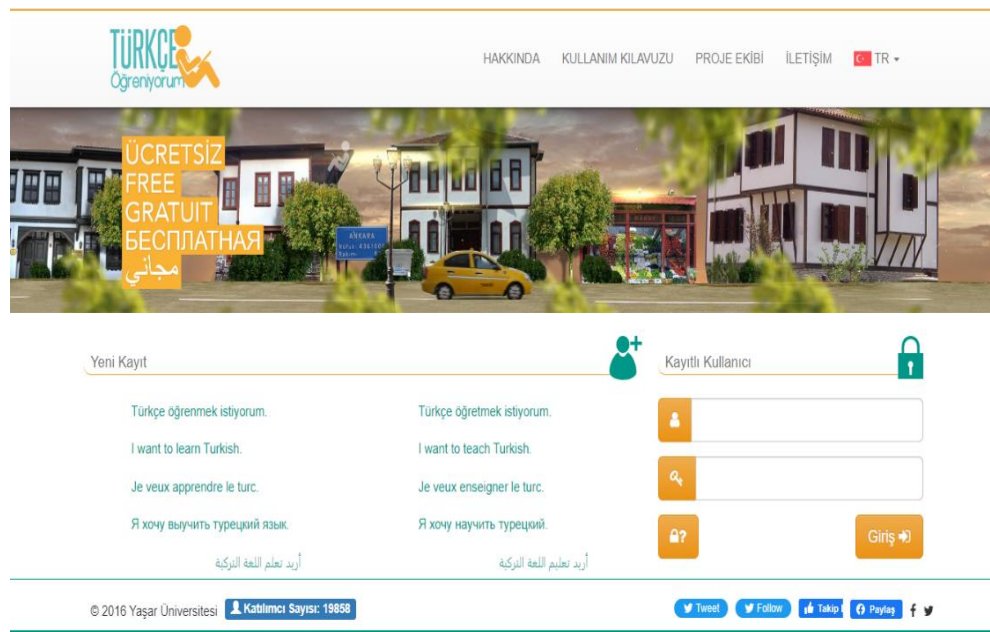 TÜRKÇE
Öğreniyorum
HAKKINDA KULLANIM KILAVUZU PROJE EKİBİ İLETİŞİM TR
ÜCRETSİZ
FREE
GRATUIT
БЕСПЛАТНАЯ
مجاني
ANKARA
Yeni Kayıt
Türkçe öğrenmek istiyorum.
I want to learn Turkish.
Je veux apprendre le turc.
Я хочу выучить турецкий язык.
أريد تعلم اللغة التركية
Türkçe öğretmek istiyorum.
I want to teach Turkish.
Je veux enseigner le turc.
Я хочу научить турецкий.
أريد تعليم اللغة التركية
Kayıtlı Kullanıcı
?
Giriş
© 2016 Yaşar Üniversitesi Katılımcı Sayısı: 19858
Tweet Follow Takip Paylaş